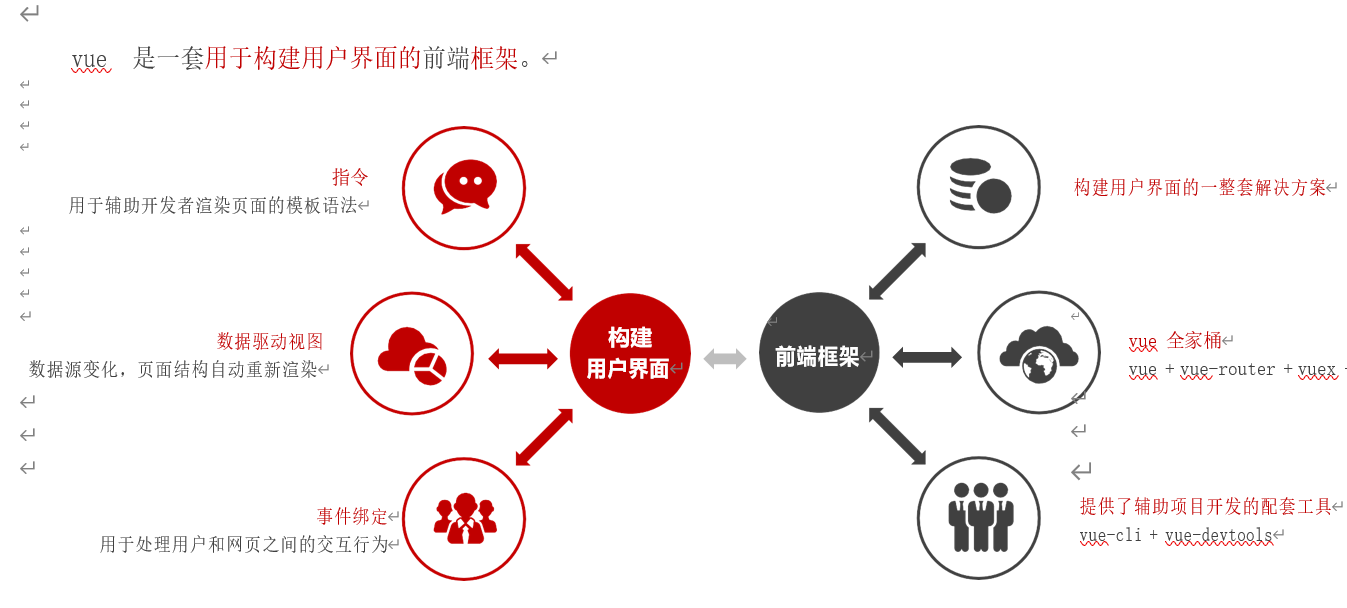 vue 是一套用于构建用户界面的前端框架。
指令
用于辅助开发者渲染页面的模板语法
数据驱动视图
数据源变化，页面结构自动重新渲染
事件绑定
用于处理用户和网页之间的交互行为
构建
用户界面
前端框架
构建用户界面的一整套解决方案
vue 全家桶
vue + vue-router + vuex
提供了辅助项目开发的配套工具
vue-cli + vue-devtools